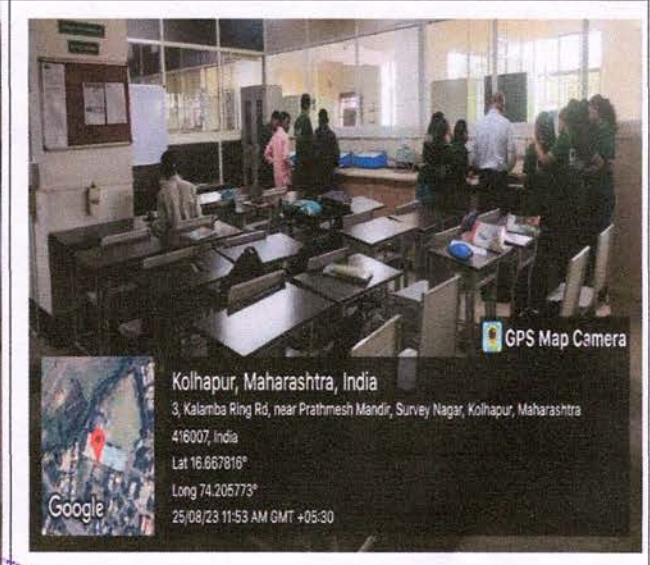 GPS Map Camera
Kolhapur, Maharashtra, India
3, Kalamba Ring Rd, near Prathmesh Mandir, Survey Nagar, Kolhapur, Maharashtra
416007, India
Lat 16.667816°
Long 74.205773°
25/08/23 11:53 AM GMT +05:30
Google